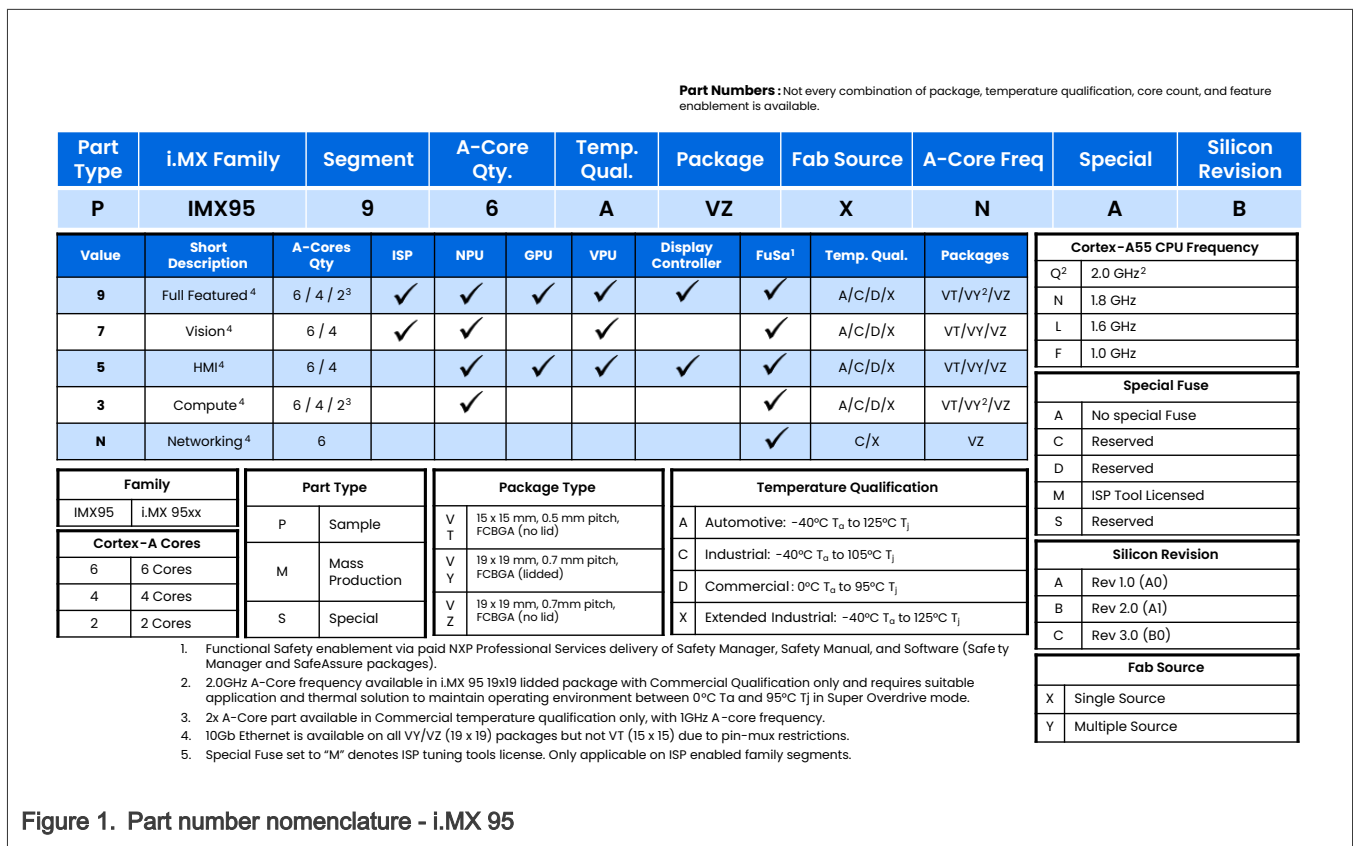 Part Numbers : Not every combination of package, temperature qualification, core count, and feature
enablement is available.
Part Type i.MX Family Segment A-Core Qty. Temp. Qual. Package Fab Source A-Core Freq Special Silicon Revision
P IMX95 9 6 A VZ X N A B
Value Short Description A-Cores Qty ISP NPU GPU VPU Display Controller FuSa¹ Temp. Qual. Packages
9 Full Featured⁴ 6 / 4 / 2³ ✓ ✓ ✓ ✓ ✓ ✓ A/C/D/X VT/VY²/VZ
7 Vision⁴ 6 / 4 ✓ ✓ ✓ ✓ A/C/D/X VT/VY/VZ
5 HMI⁴ 6 / 4 ✓ ✓ ✓ ✓ ✓ A/C/D/X VT/VY/VZ
3 Compute⁴ 6 / 4 / 2³ ✓ ✓ A/C/D/X VT/VY²/VZ
N Networking⁴ 6 ✓ C/X VZ
Cortex-A55 CPU Frequency
Q² 2.0 GHz²
N 1.8 GHz
L 1.6 GHz
F 1.0 GHz
Special Fuse
A No special Fuse
C Reserved
D Reserved
M ISP Tool Licensed
S Reserved
Silicon Revision
A Rev 1.0 (A0)
B Rev 2.0 (A1)
C Rev 3.0 (B0)
Fab Source
X Single Source
Y Multiple Source
Family
IMX95 i.MX 95xx
Cortex-A Cores
6 6 Cores
4 4 Cores
2 2 Cores
Part Type
P Sample
M Mass Production
S Special
Package Type
VT 15 x 15 mm, 0.5 mm pitch,
FCBGA (no lid)
VY 19 x 19 mm, 0.7 mm pitch,
FCBGA (lidded)
VZ 19 x 19 mm, 0.7mm pitch,
FCBGA (no lid)
Temperature Qualification
A Automotive: -40ºC Tₐ to 125ºC Tⱼ
C Industrial: -40ºC Tₐ to 105ºC Tⱼ
D Commercial: 0ºC Tₐ to 95ºC Tⱼ
X Extended Industrial: -40ºC Tₐ to 125ºC Tⱼ
1. Functional Safety enablement via paid NXP Professional Services delivery of Safety Manager, Safety Manual, and Software (Safety
Manager and SafeAssure packages).
2. 2.0GHz A-Core frequency available in i.MX 95 19x19 lidded package with Commercial Qualification only and requires suitable
application and thermal solution to maintain operating environment between 0ºC Ta and 95ºC Tj in Super Overdrive mode.
3. 2x A-Core part available in Commercial temperature qualification only, with 1GHz A-core frequency.
4. 10Gb Ethernet is available on all VY/VZ (19 x 19) packages but not VT (15 x 15) due to pin-mux restrictions.
5. Special Fuse set to “M” denotes ISP tuning tools license. Only applicable on ISP enabled family segments.
Figure 1. Part number nomenclature - i.MX 95